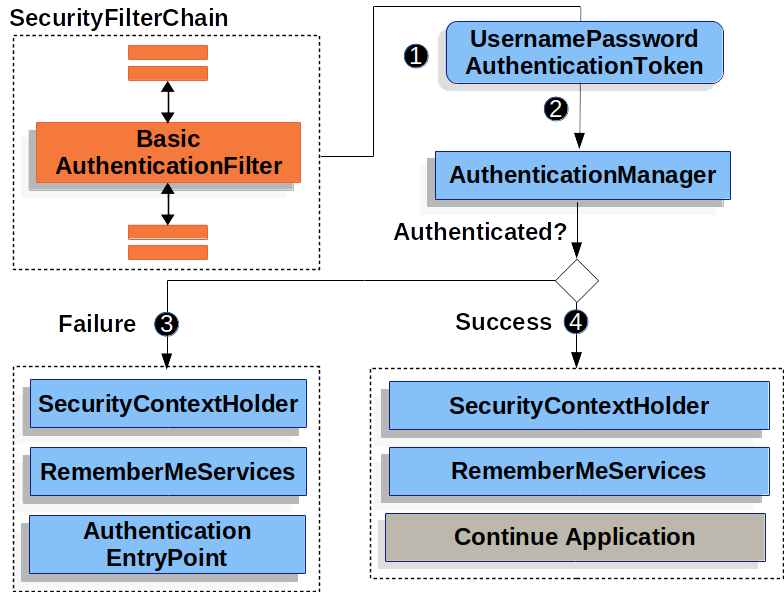 SecurityFilterChain
Basic
AuthenticationFilter
1
UsernamePassword
AuthenticationToken
2
AuthenticationManager
Authenticated?
Failure
3
Success
4
SecurityContextHolder
RememberMeServices
Authentication
EntryPoint
SecurityContextHolder
RememberMeServices
Continue Application